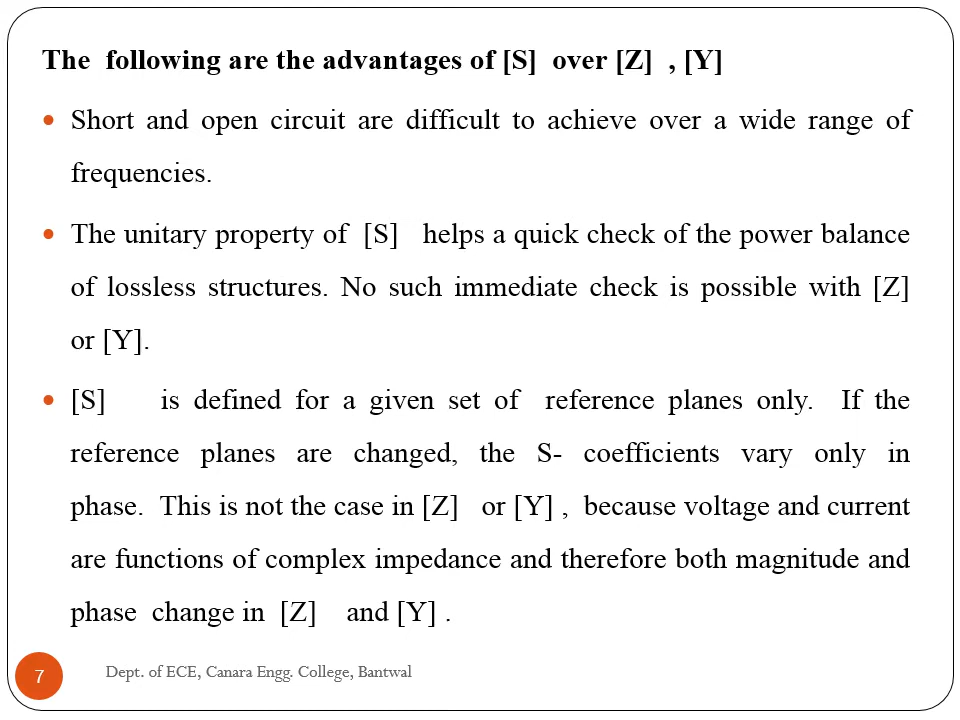 The following are the advantages of [S] over [Z] , [Y]
• Short and open circuit are difficult to achieve over a wide range of
frequencies.
• The unitary property of [S] helps a quick check of the power balance
of lossless structures. No such immediate check is possible with [Z]
or [Y].
• [S] is defined for a given set of reference planes only. If the
reference planes are changed, the S- coefficients vary only in
phase. This is not the case in [Z] or [Y] , because voltage and current
are functions of complex impedance and therefore both magnitude and
phase change in [Z] and [Y] .
7 Dept. of ECE, Canara Engg. College, Bantwal